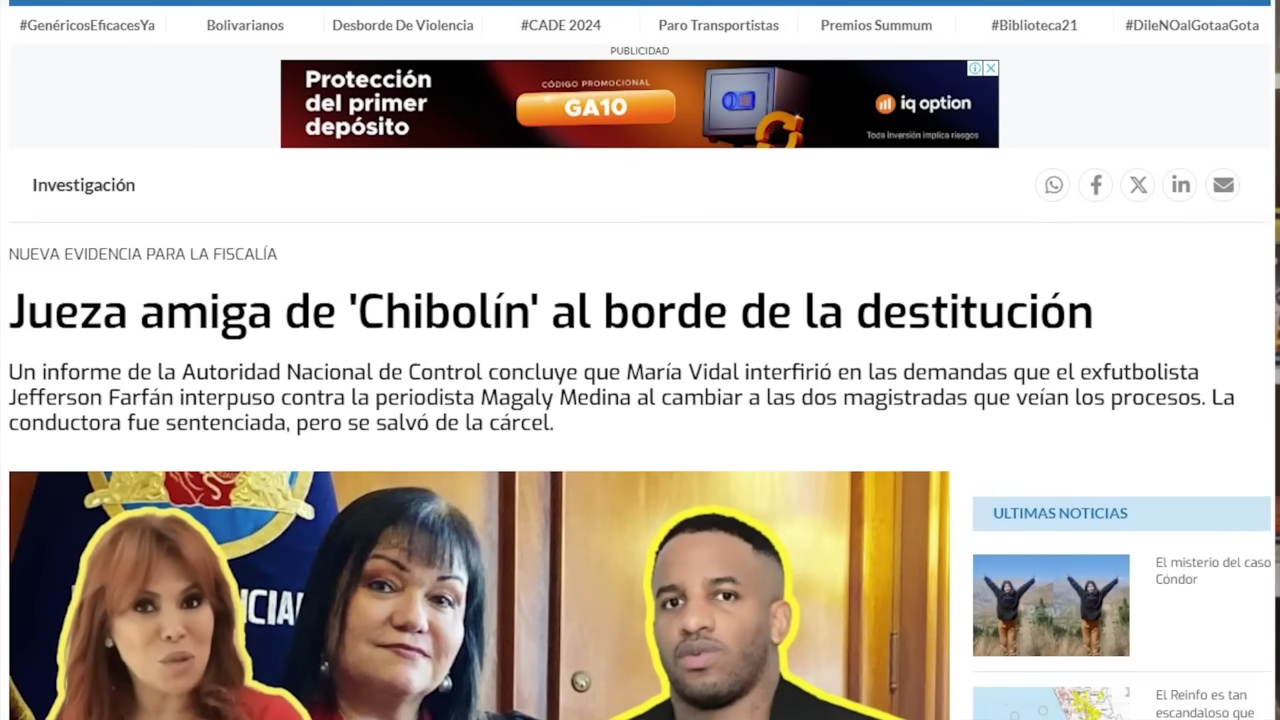 #GenéricosEficacesYa Bolivarianos Desborde De Violencia #CADE 2024 Paro Transportistas Premios Summum #Biblioteca21 #DileNOalGotaaGota
PUBLICIDAD
Protección
del primer
depósito
CÓDIGO PROMOCIONAL
GA10
iq option
Toda inversión implica riesgos
Investigación
NUEVA EVIDENCIA PARA LA FISCALÍA
Jueza amiga de 'Chibolín' al borde de la destitución
Un informe de la Autoridad Nacional de Control concluye que María Vidal interfirió en las demandas que el exfutbolista
Jefferson Farfán interpuso contra la periodista Magaly Medina al cambiar a las dos magistradas que veían los procesos. La
conductora fue sentenciada, pero se salvó de la cárcel.
ULTIMAS NOTICIAS
El misterio del caso
Cóndor
El Reinfo es tan
escandaloso que